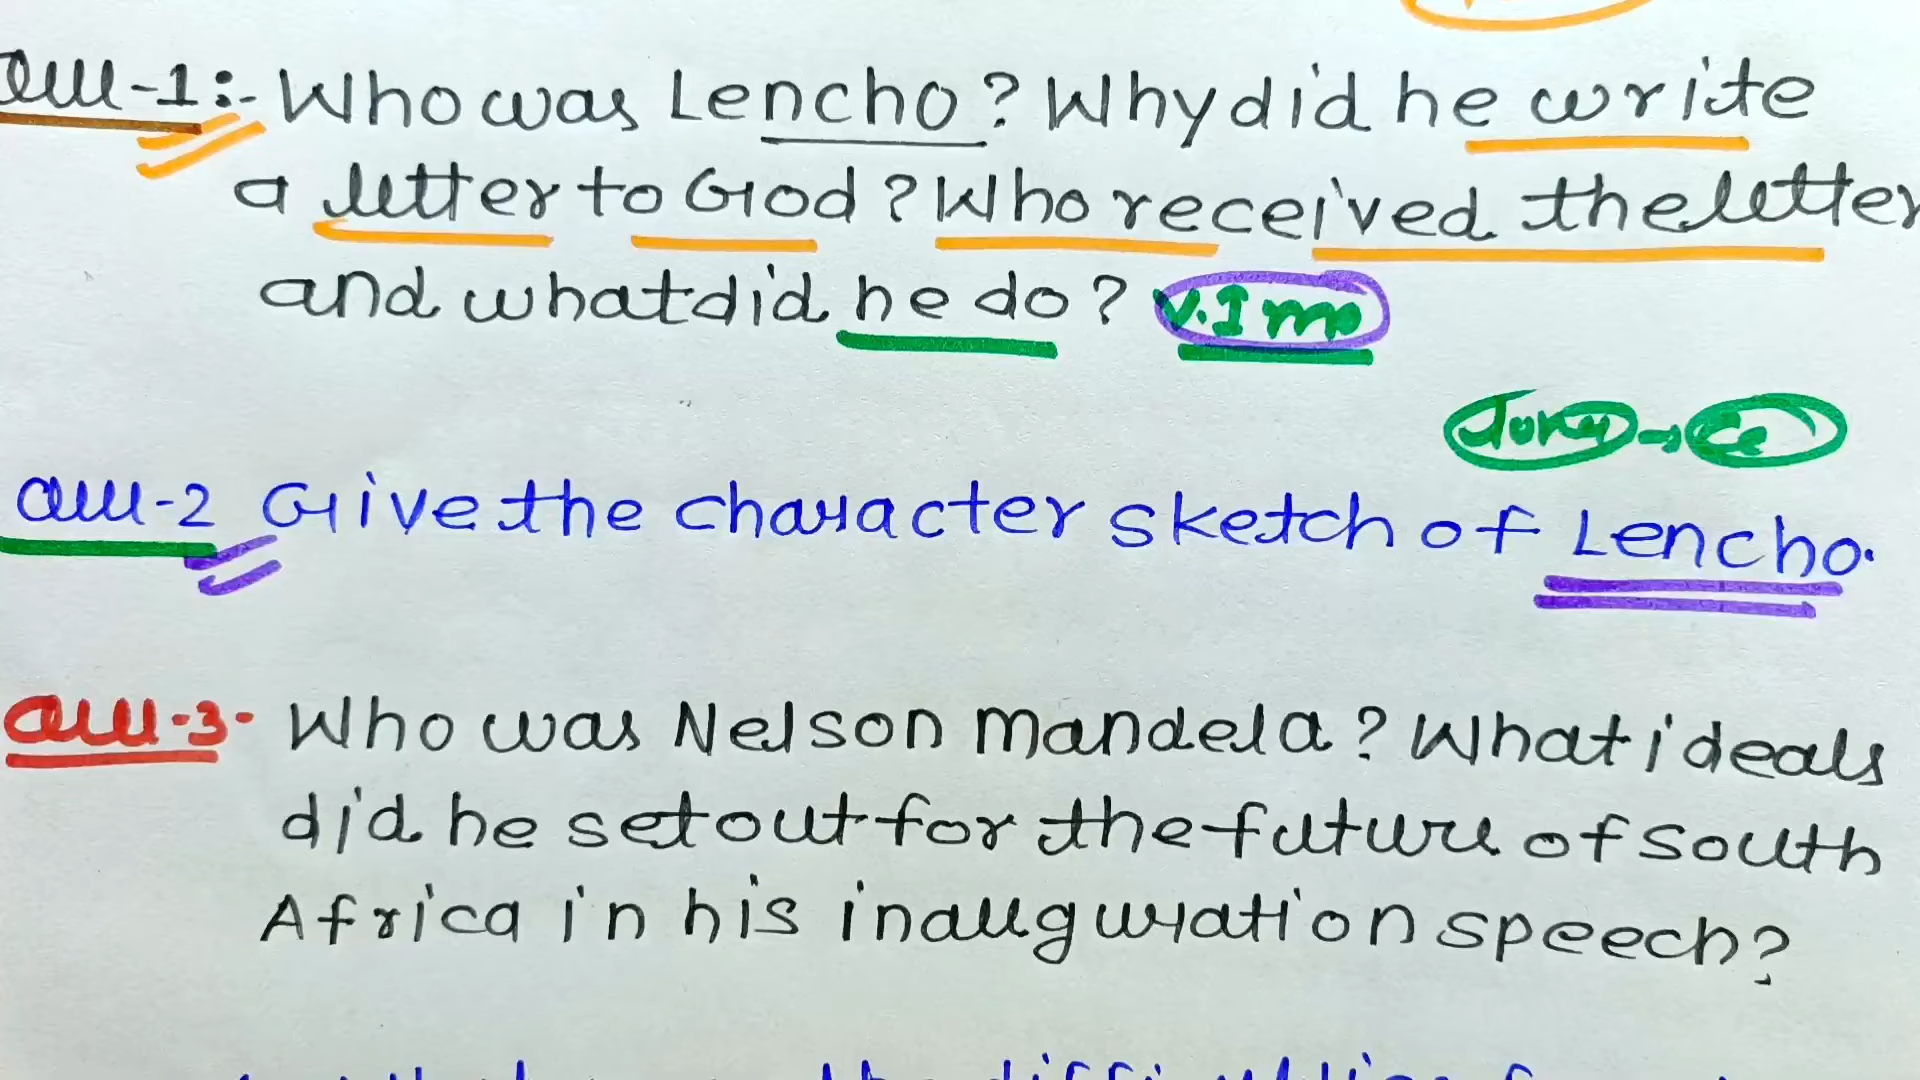 Que-1:- Who was Lencho? Why did he write
a letter to God? Who received the letter
and what did he do? V.Imp
Que-2 Give the character sketch of Lencho.
Que-3- Who was Nelson Mandela? What ideals
did he set out for the future of South
Africa in his inauguration speech?